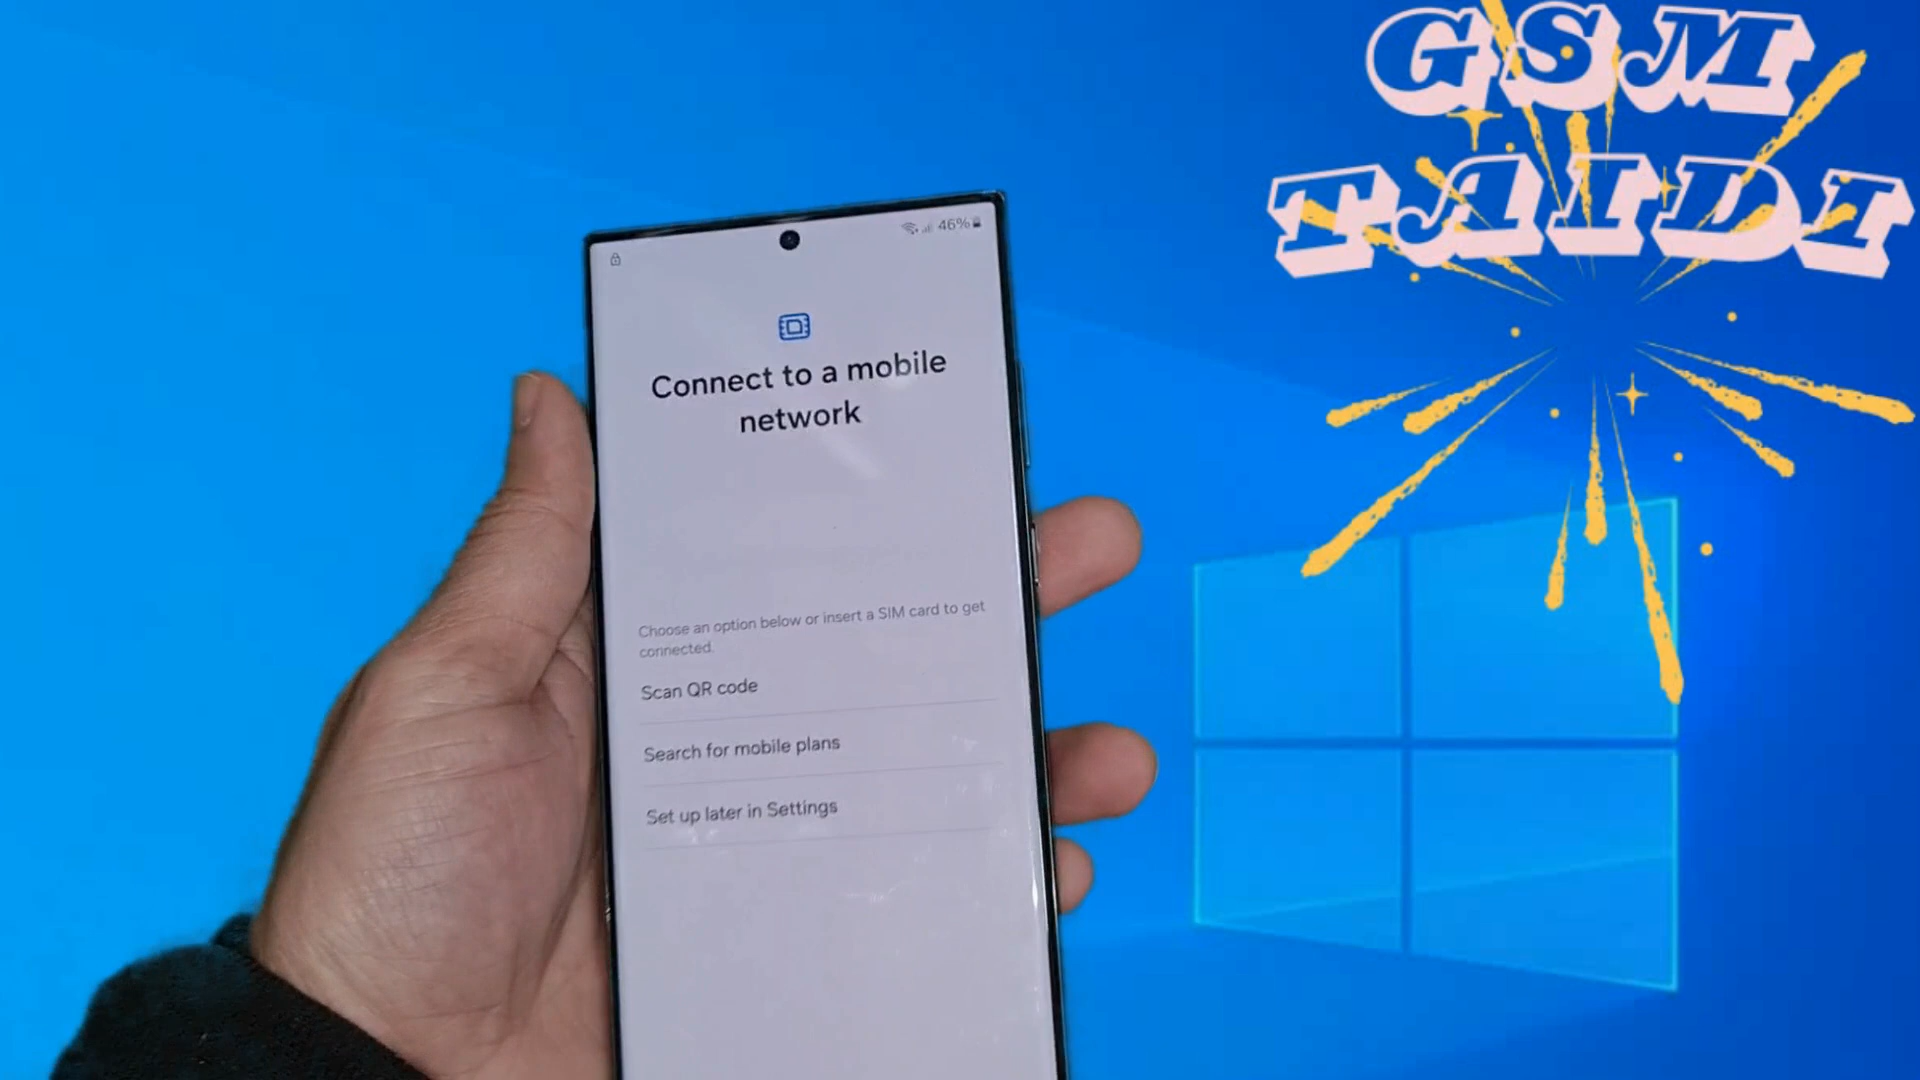 GSM
TAIDI
46%
Connect to a mobile
network
Choose an option below or insert a SIM card to get
connected.
Scan QR code
Search for mobile plans
Set up later in Settings